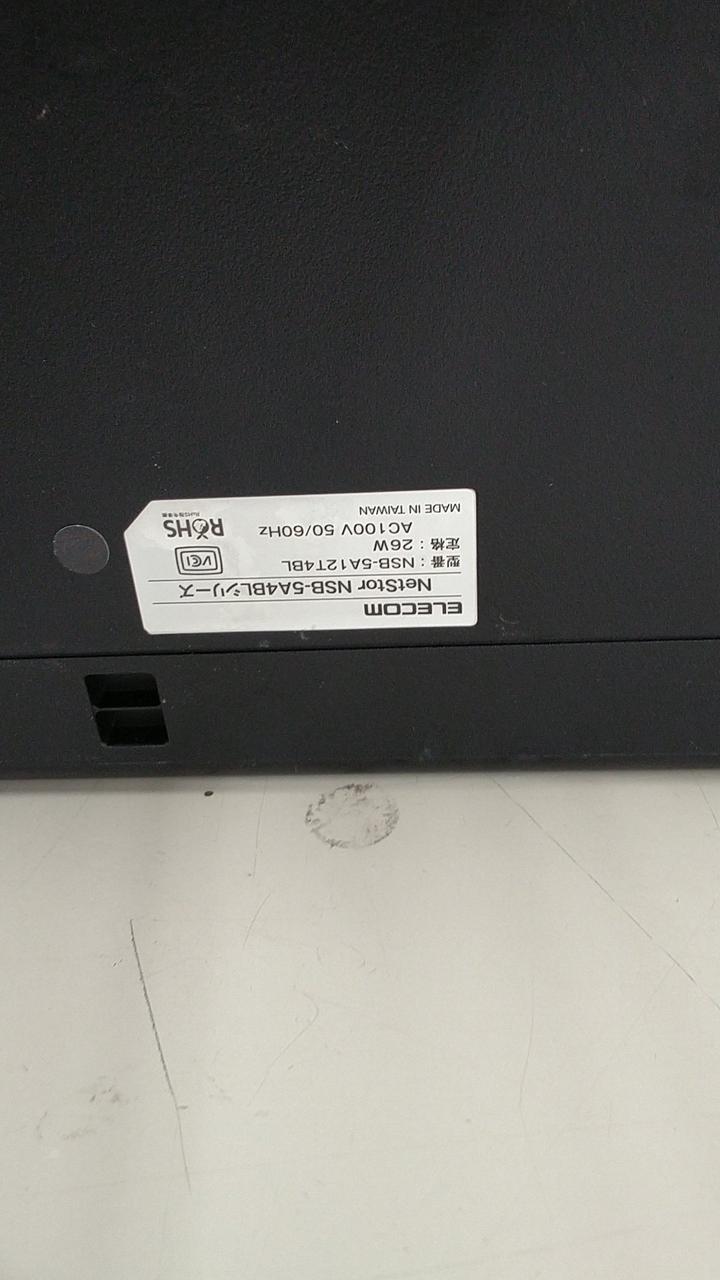 ELECOM
NetStor NSB-5A4BLシリーズ
型番：NSB-5A12T4BL
定格：26W
AC100V 50/60Hz
MADE IN TAIWAN
VCI
RoHS